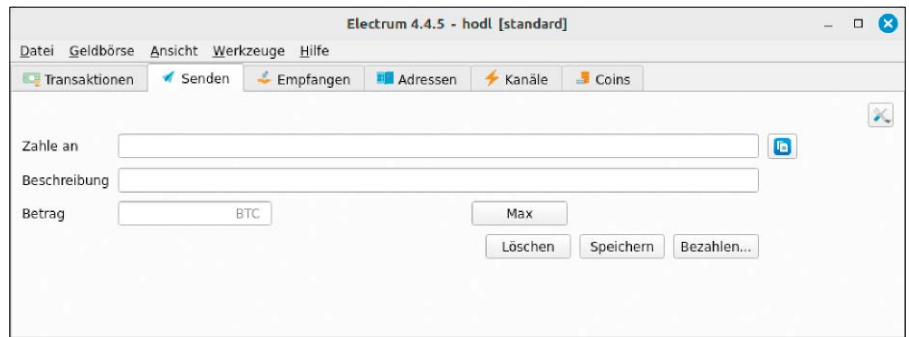 Electrum 4.4.5 - hodl [standard]
Datei Geldbörse Ansicht Werkzeuge Hilfe
Transaktionen Senden Empfangen Adressen Kanäle Coins
Zahle an
Beschreibung
Betrag BTC Max
Löschen Speichern Bezahlen...